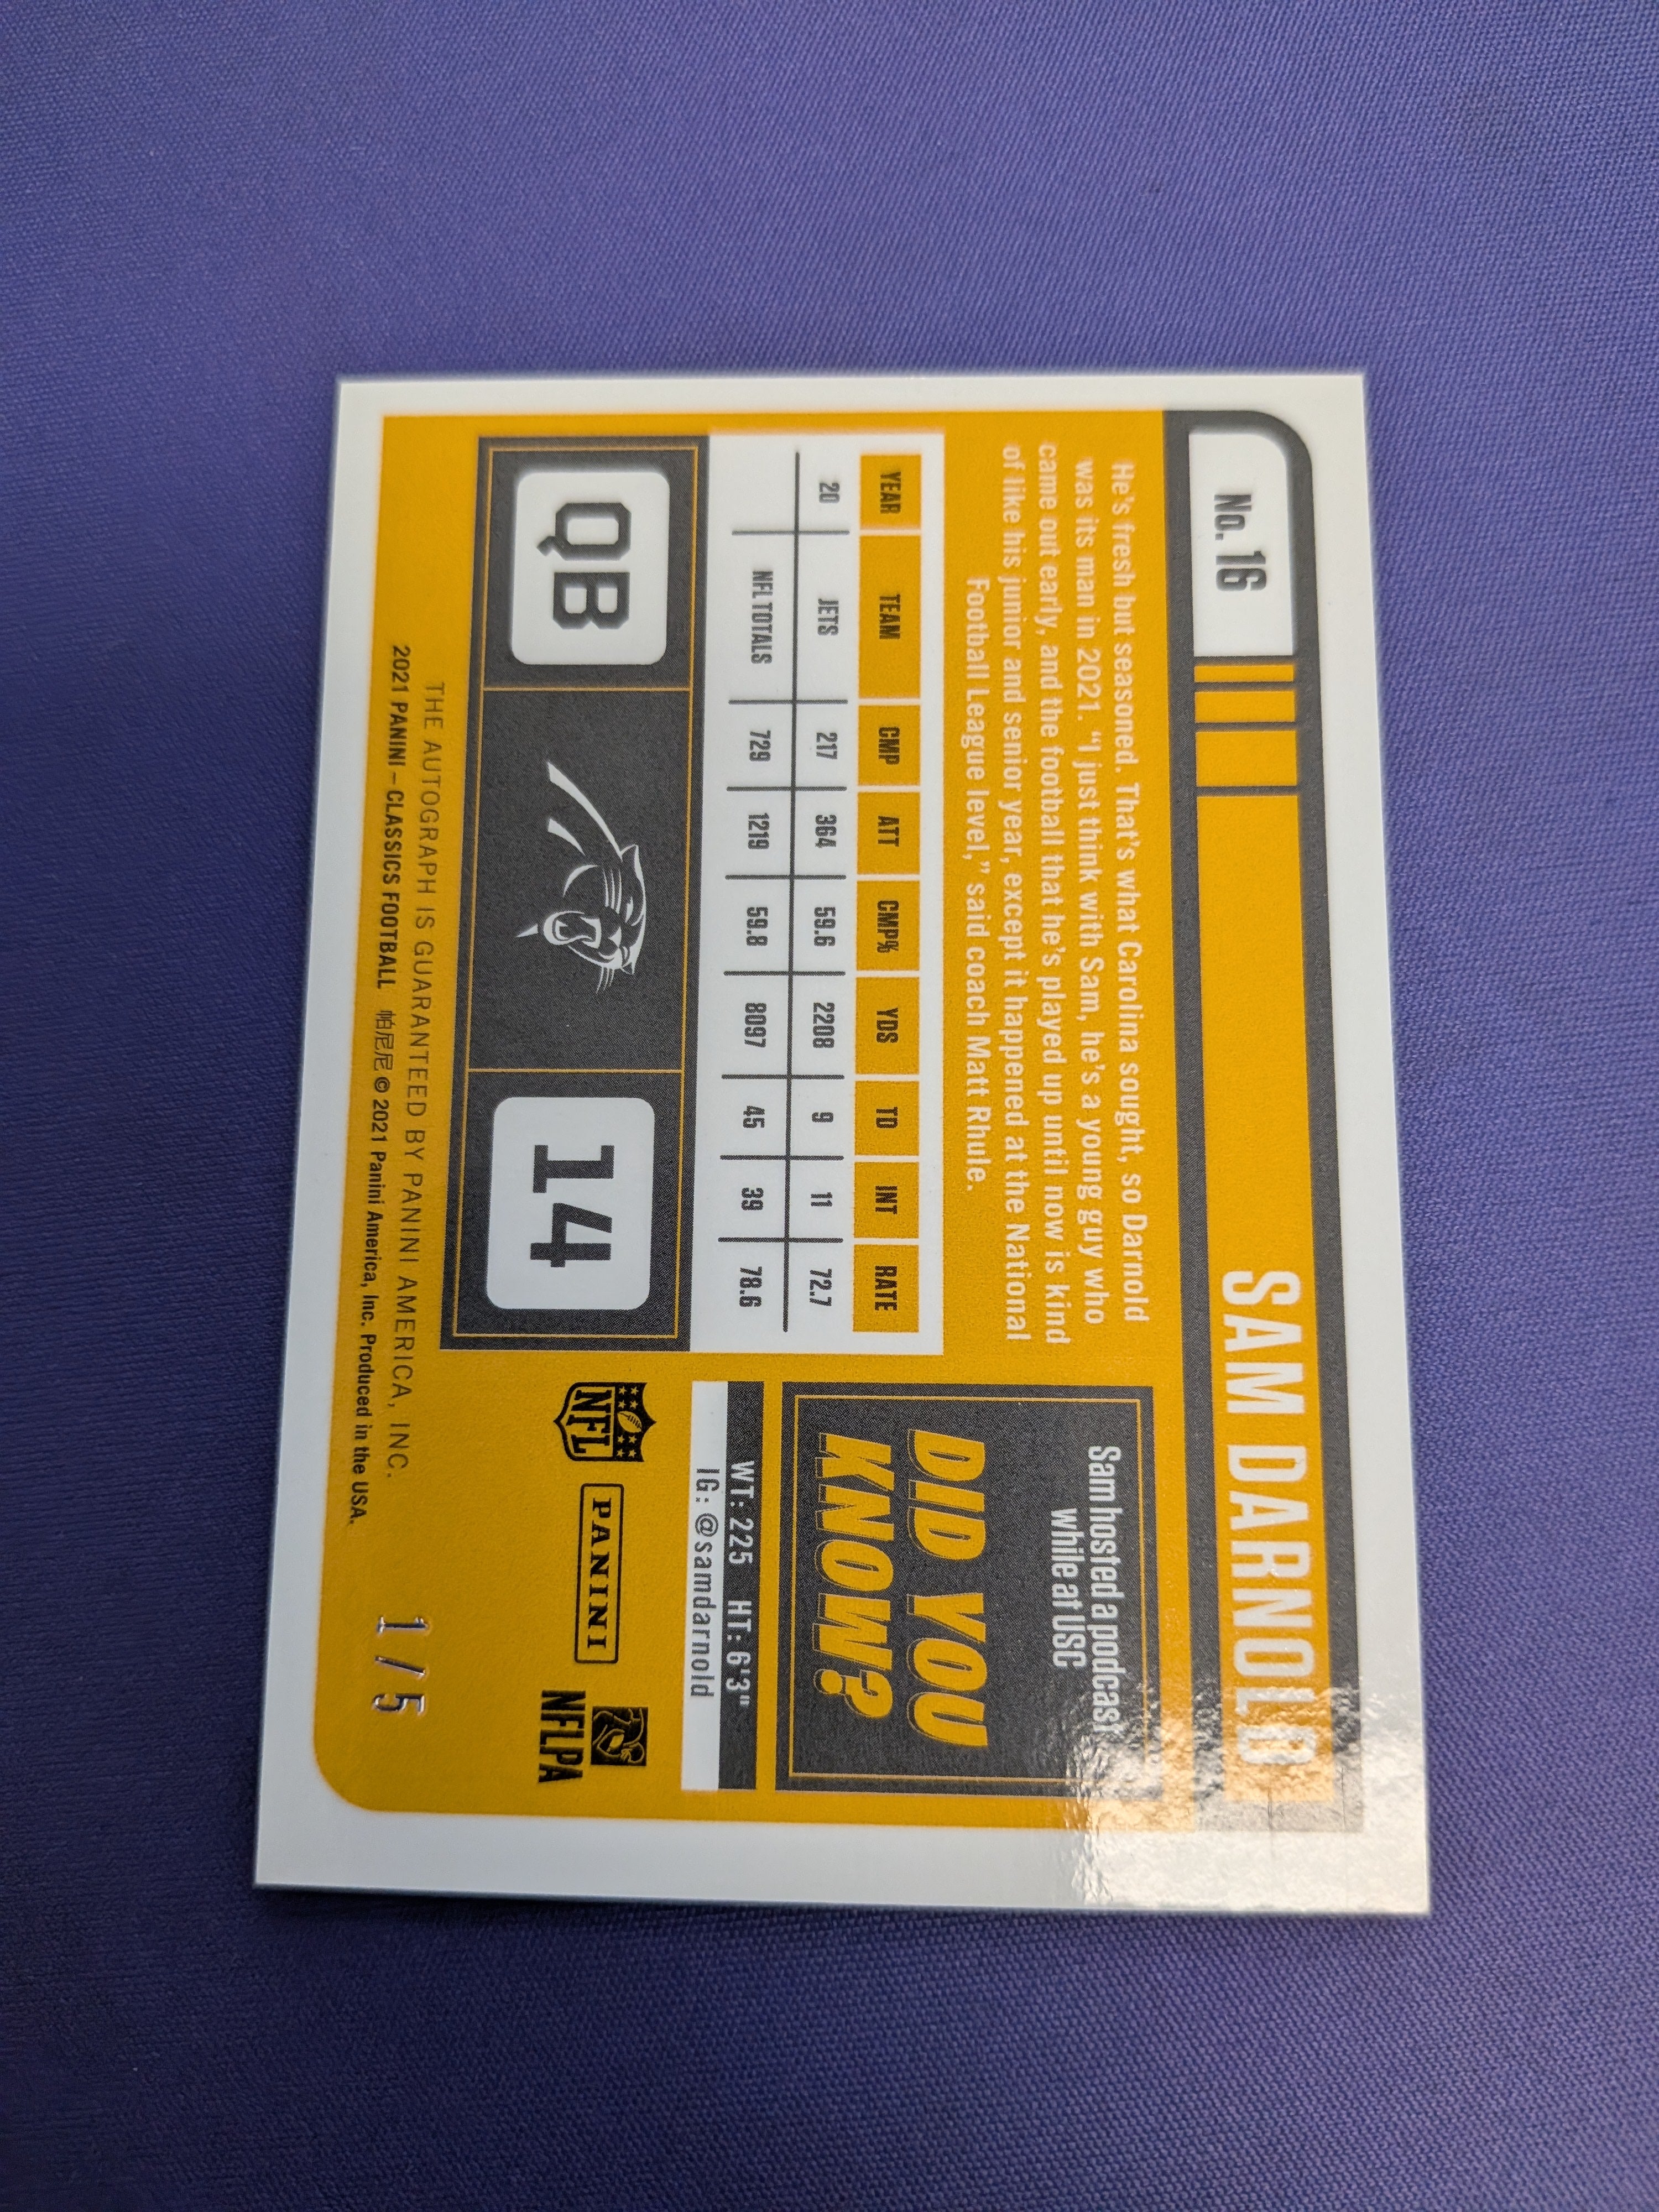 No. 16
SAM DARNOLD
He's fresh but seasoned. That's what Carolina sought, so Darnold
was its man in 2021. “I just think with Sam, he's a young guy who
came out early, and the football that he's played up until now is kind
of like his junior and senior year, except it happened at the National
Football League level,” said coach Matt Rhule.
YEAR TEAM CMP ATT CMP% YDS TD INT RATE
20 JETS 217 364 59.6 2208 9 11 72.7
NFL TOTALS 729 1219 59.8 8097 45 39 78.6
QB
14
Sam hosted a podcast
while at USC
DID YOU
KNOW?
WT: 225 HT: 6'3"
IG: @samdarnold
NFL
PANINI
NFLPA
THE AUTOGRAPH IS GUARANTEED BY PANINI AMERICA, INC.
2021 PANINI – CLASSICS FOOTBALL 帕尼尼 © 2021 Panini America, Inc. Produced in the USA.
1/5